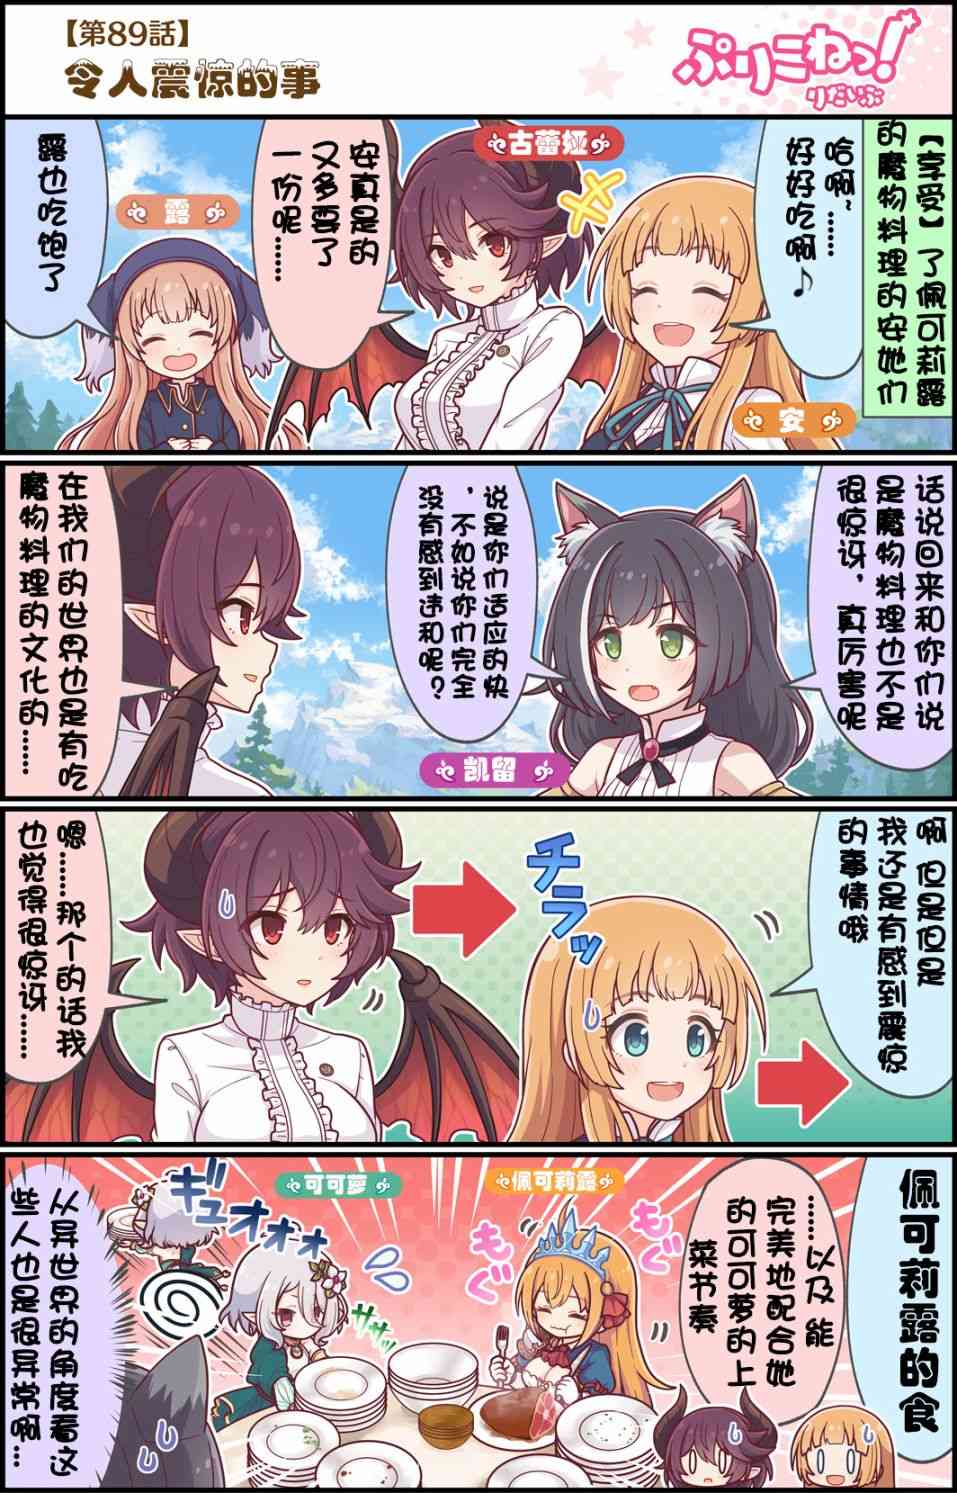 【第89話】
令人震惊的事
ぷりこねっ!
りだいぶ
【享受】了佩可莉露
的魔物料理的安她们
哈啊~……
好好吃啊♪
安
古蕾娅
安真是的
又多要了
一份呢……
露
露也吃饱了
话说回来和你们说
是魔物料理也不是
很惊讶，真厉害呢
说是你们适应的快
，不如说你们完全
没有感到违和呢？
凯留
在我们的世界也是有吃
魔物料理的文化的……
啊 但是但是
我还是有感到震惊
的事情哦
チラッ
嗯……那个的话我
也觉得很惊讶……
佩可莉露的食
……以及 能
完美地配合她
的可可萝的上
菜节奏
佩可莉露
もぐ
もぐ
可可萝
ササッ
ギュオオォ
从异世界的角度看这
些人也是很异常啊…